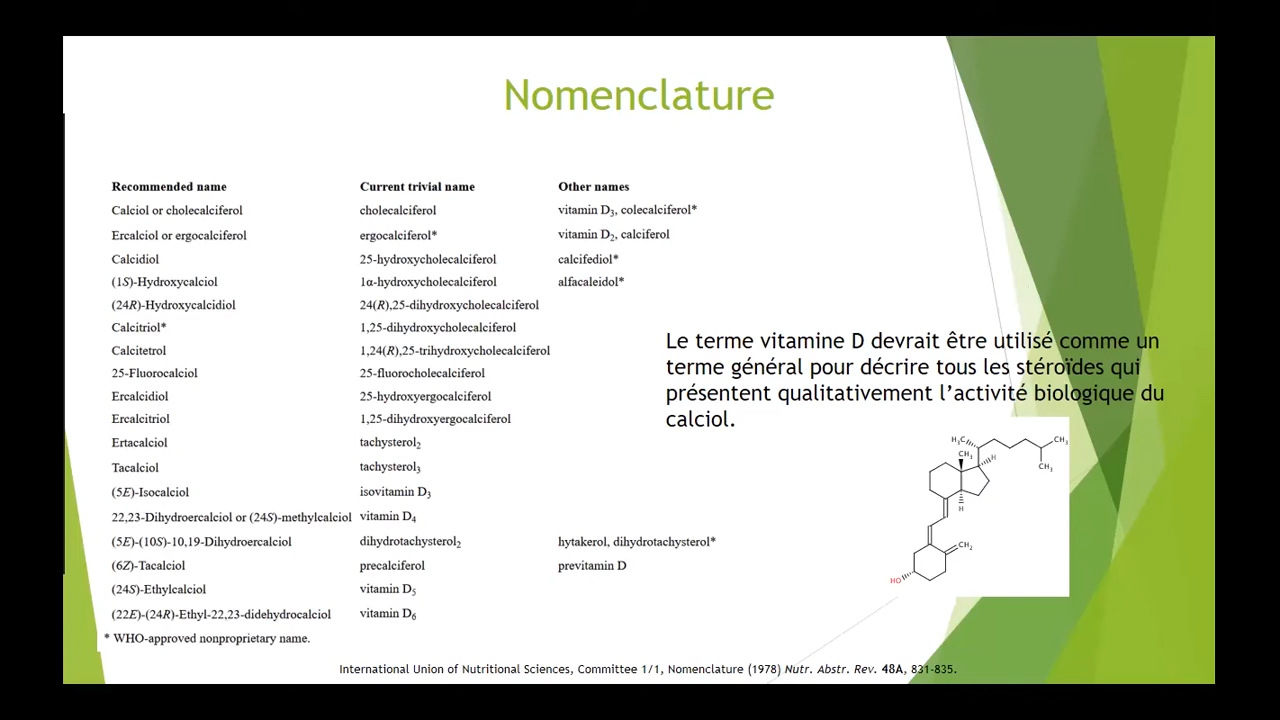 Nomenclature
Recommended name Current trivial name Other names
Calciol or cholecalciferol cholecalciferol vitamin D₃, colecalciferol*
Ercalciol or ergocalciferol ergocalciferol* vitamin D₂, calciferol
Calcidiol 25-hydroxycholecalciferol calcifediol*
(1S)-Hydroxycalciol 1α-hydroxycholecalciferol alfacaleidol*
(24R)-Hydroxycalcidiol 24(R),25-dihydroxycholecalciferol
Calcitriol* 1,25-dihydroxycholecalciferol
Calcitetrol 1,24(R),25-trihydroxycholecalciferol
25-Fluorocalciol 25-fluorocholecalciferol
Ercalcidiol 25-hydroxyergocalciferol
Ercalcitriol 1,25-dihydroxyergocalciferol
Ertacalciol tachysterol₂
Tacalciol tachysterol₃
(5E)-Isocalciol isovitamin D₃
22,23-Dihydroercalciol or (24S)-methylcalciol vitamin D₄
(5E)-(10S)-10,19-Dihydroercalciol dihydrotachysterol₂ hytakerol, dihydrotachysterol*
(6Z)-Tacalciol precalciferol previtamin D
(24S)-Ethylcalciol vitamin D₅
(22E)-(24R)-Ethyl-22,23-didehydrocalciol vitamin D₆
* WHO-approved nonproprietary name.
Le terme vitamine D devrait être utilisé comme un
terme général pour décrire tous les stéroïdes qui
présentent qualitativement l’activité biologique du
calciol.
H₃C CH₃
CH₃ H
CH₃
H
CH₂
HO
International Union of Nutritional Sciences, Committee 1/1, Nomenclature (1978) Nutr. Abstr. Rev. 48A, 831-835.